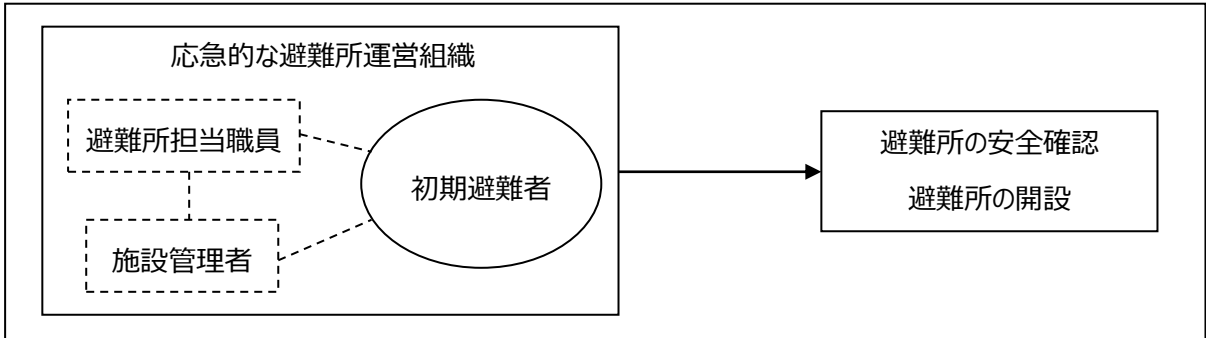 応急的な避難所運営組織
避難所担当職員
初期避難者
施設管理者
避難所の安全確認
避難所の開設